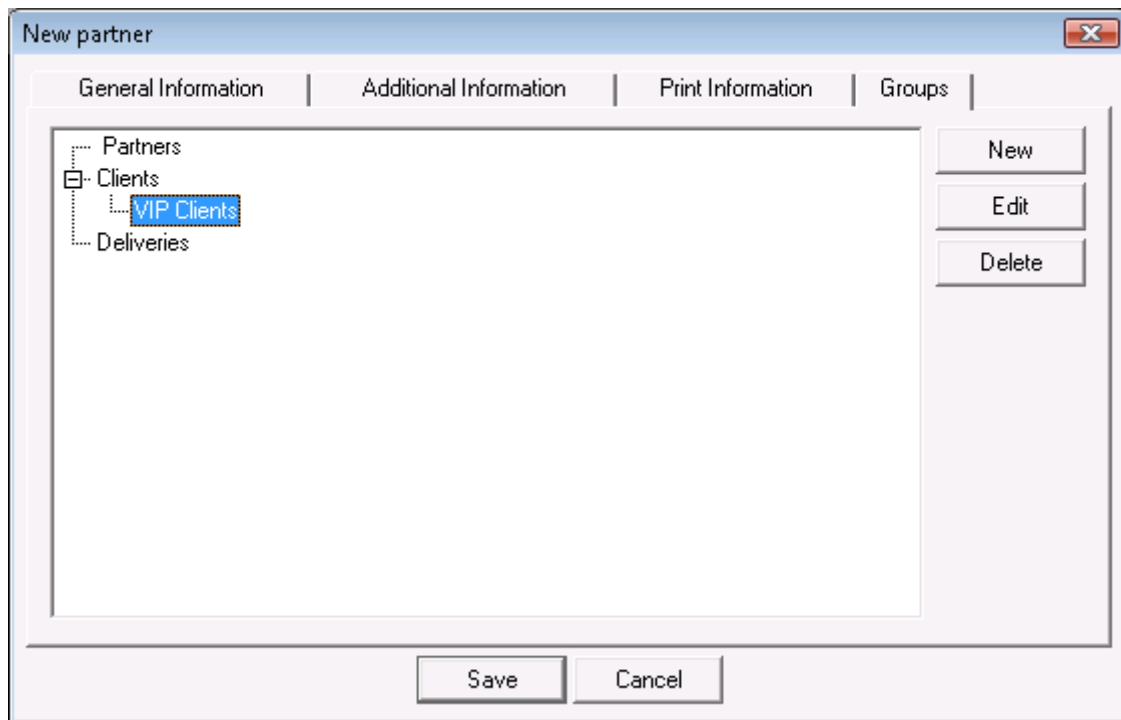 New partner
General Information Additional Information Print Information Groups
Partners
Clients
VIP Clients
Deliveries
New
Edit
Delete
Save Cancel